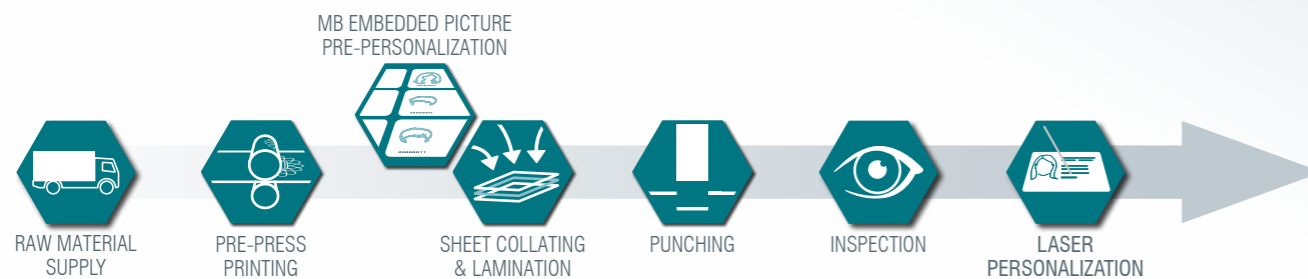 MB EMBEDDED PICTURE
PRE-PERSONALIZATION
RAW MATERIAL
SUPPLY
PRE-PRESS
PRINTING
SHEET COLLATING
& LAMINATION
PUNCHING
INSPECTION
LASER
PERSONALIZATION